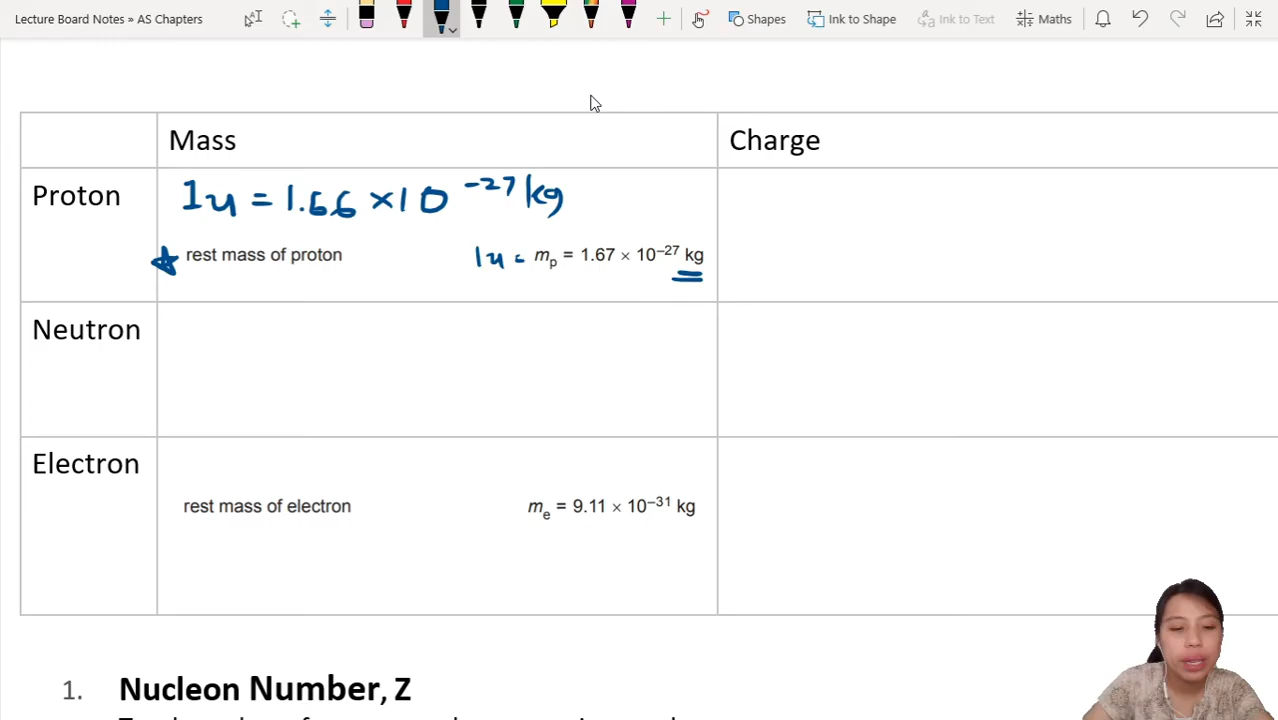 Lecture Board Notes » AS Chapters
Shapes
Ink to Shape
Ink to Text
Maths
Mass
Charge
Proton
1u = 1.66 × 10 -27 kg
rest mass of proton
1u = mp = 1.67 × 10−27 kg
Neutron
Electron
rest mass of electron
me = 9.11 × 10−31 kg
1. Nucleon Number, Z